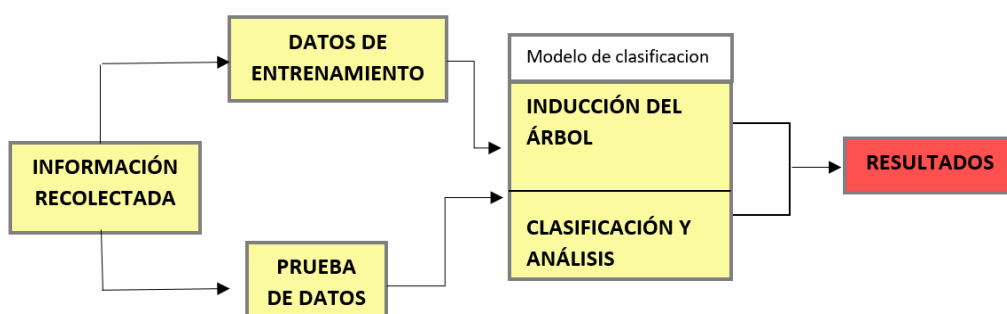 INFORMACIÓN
RECOLECTADA
DATOS DE
ENTRENAMIENTO
PRUEBA
DE DATOS
Modelo de clasificacion
INDUCCIÓN DEL
ÁRBOL
CLASIFICACIÓN Y
ANÁLISIS
RESULTADOS